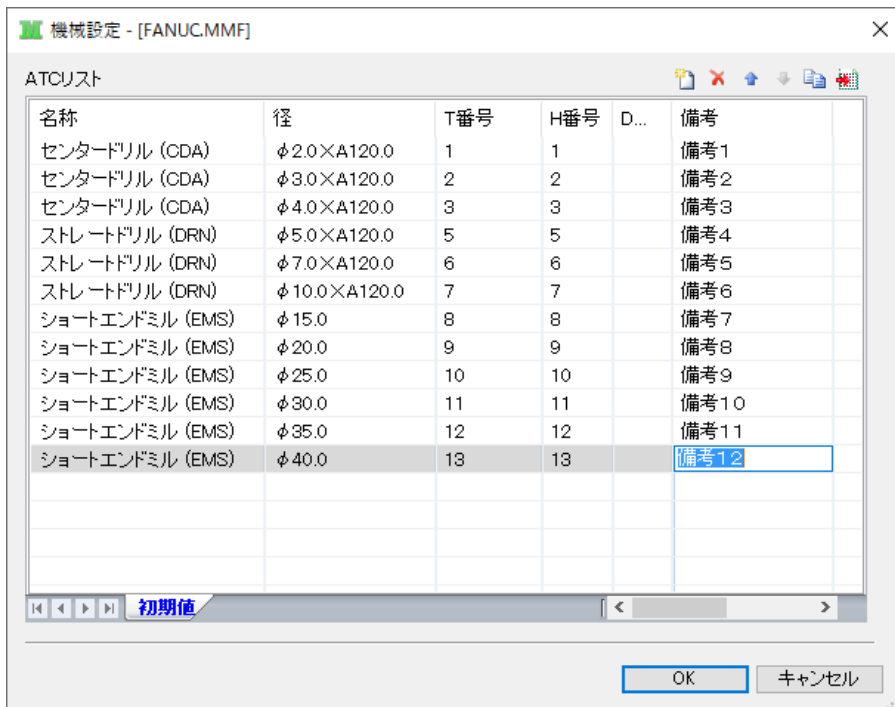 機械設定 - [FANUC.MMF]
ATCリスト
名称 径 T番号 H番号 D... 備考
センタードリル (CDA) φ2.0×A120.0 1 1 備考1
センタードリル (CDA) φ3.0×A120.0 2 2 備考2
センタードリル (CDA) φ4.0×A120.0 3 3 備考3
ストレートドリル (DRN) φ5.0×A120.0 5 5 備考4
ストレートドリル (DRN) φ7.0×A120.0 6 6 備考5
ストレートドリル (DRN) φ10.0×A120.0 7 7 備考6
ショートエンドミル (EMS) φ15.0 8 8 備考7
ショートエンドミル (EMS) φ20.0 9 9 備考8
ショートエンドミル (EMS) φ25.0 10 10 備考9
ショートエンドミル (EMS) φ30.0 11 11 備考10
ショートエンドミル (EMS) φ35.0 12 12 備考11
ショートエンドミル (EMS) φ40.0 13 13 備考12
初期値
OK キャンセル